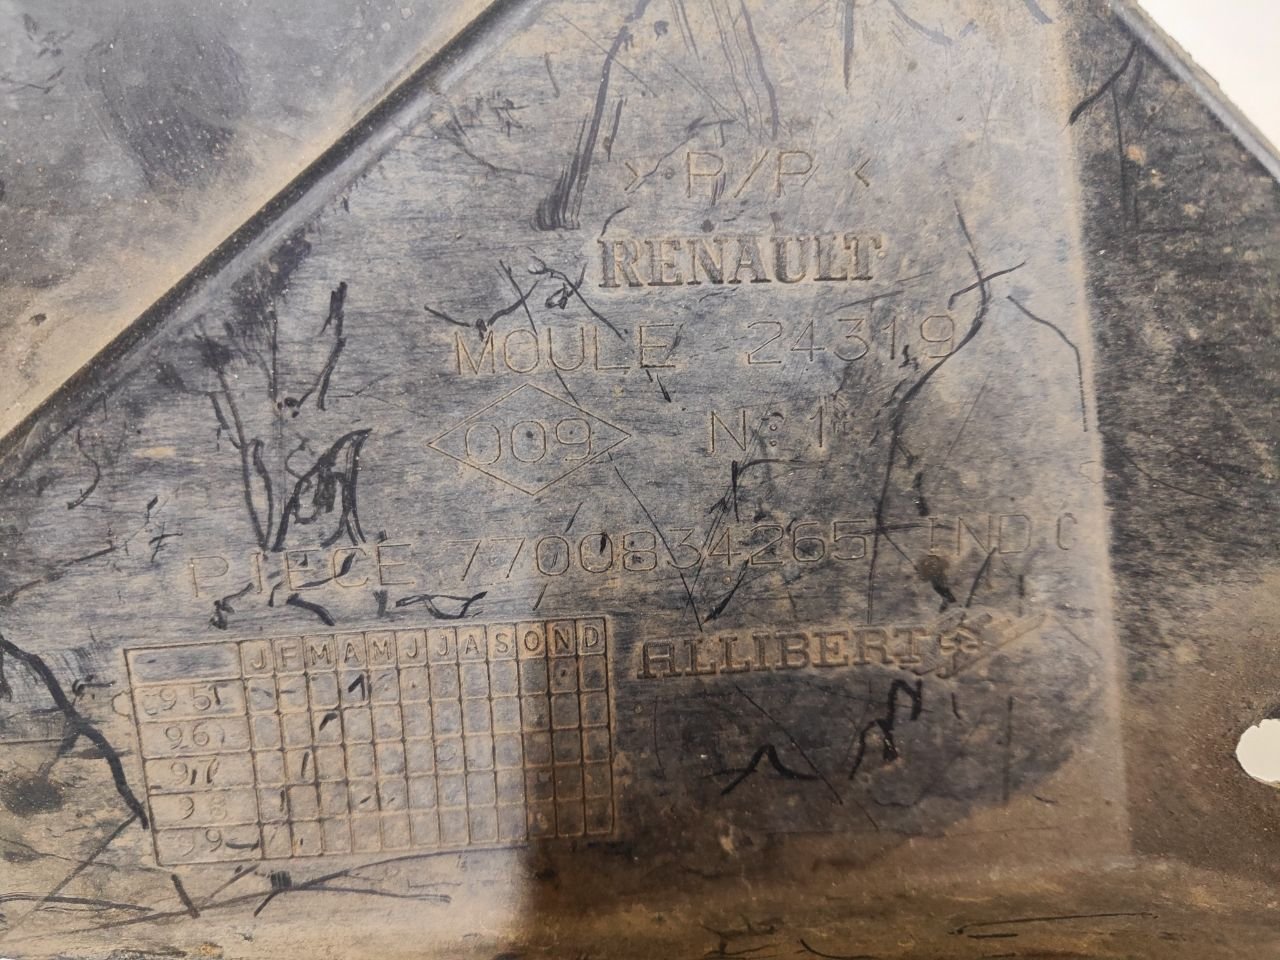 > P/P <
RENAULT
MOULE 24319
009 N:1
PIECE 7700834265 IND C
J F M A M J J A S O N D
95
96
97
98
99
ALLIBERT